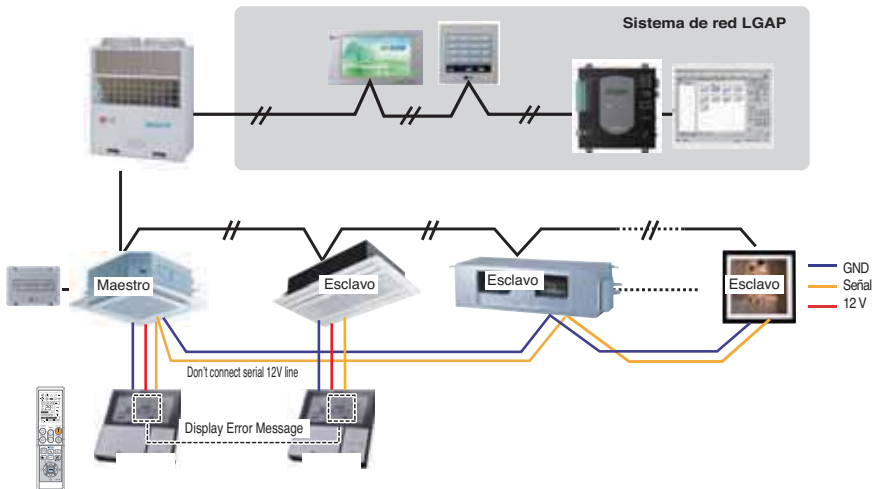 Sistema de red LGAP
Maestro
Esclavo
Esclavo
Esclavo
GND
Señal
12 V
Don't connect serial 12V line
Display Error Message